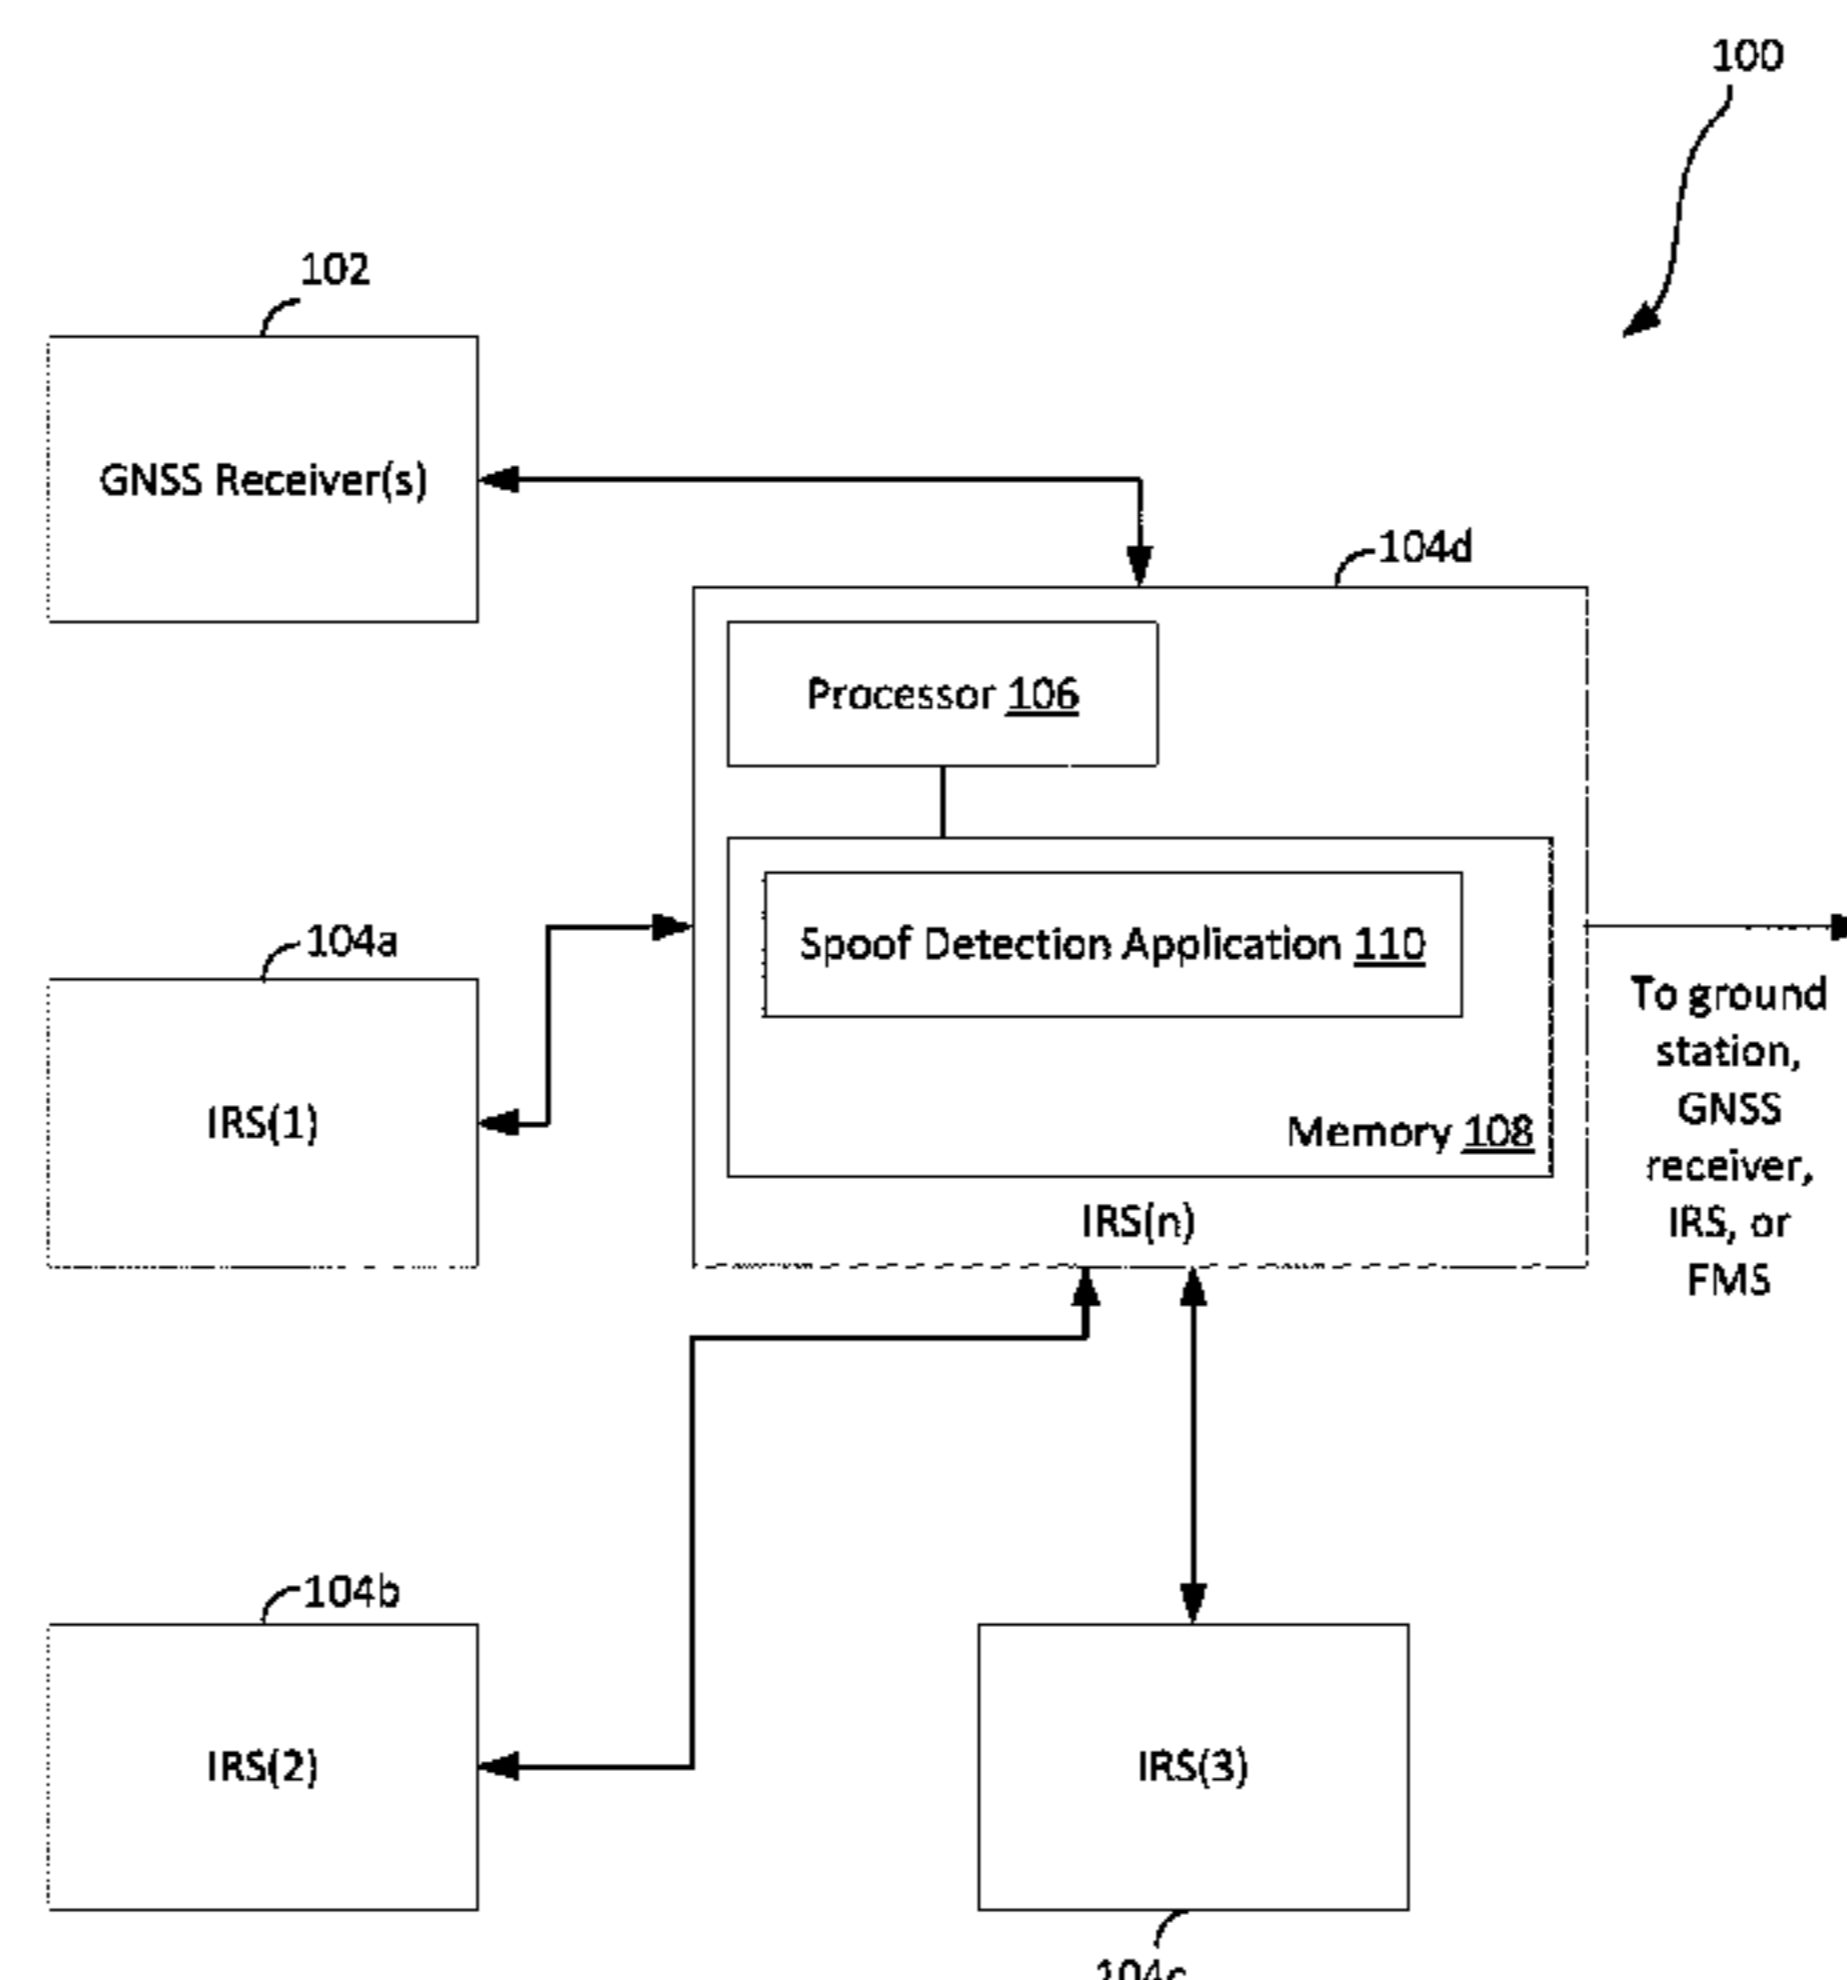 100
102
GNSS Receiver(s)
104d
Processor 106
104a
Spoof Detection Application 110
To ground
station,
GNSS
receiver,
IRS, or
FMS
IRS(1)
Memory 108
IRS(n)
104b
IRS(2)
IRS(3)
104c